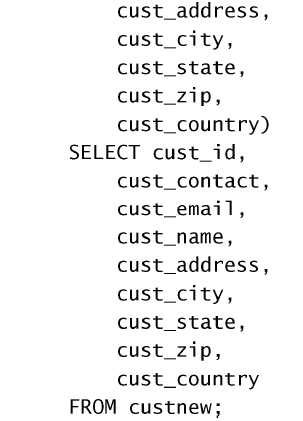 cust_address,
cust_city,
cust_state,
cust_zip,
cust_country)
SELECT cust_id,
cust_contact,
cust_email,
cust_name,
cust_address,
cust_city,
cust_state,
cust_zip,
cust_country
FROM custnew;